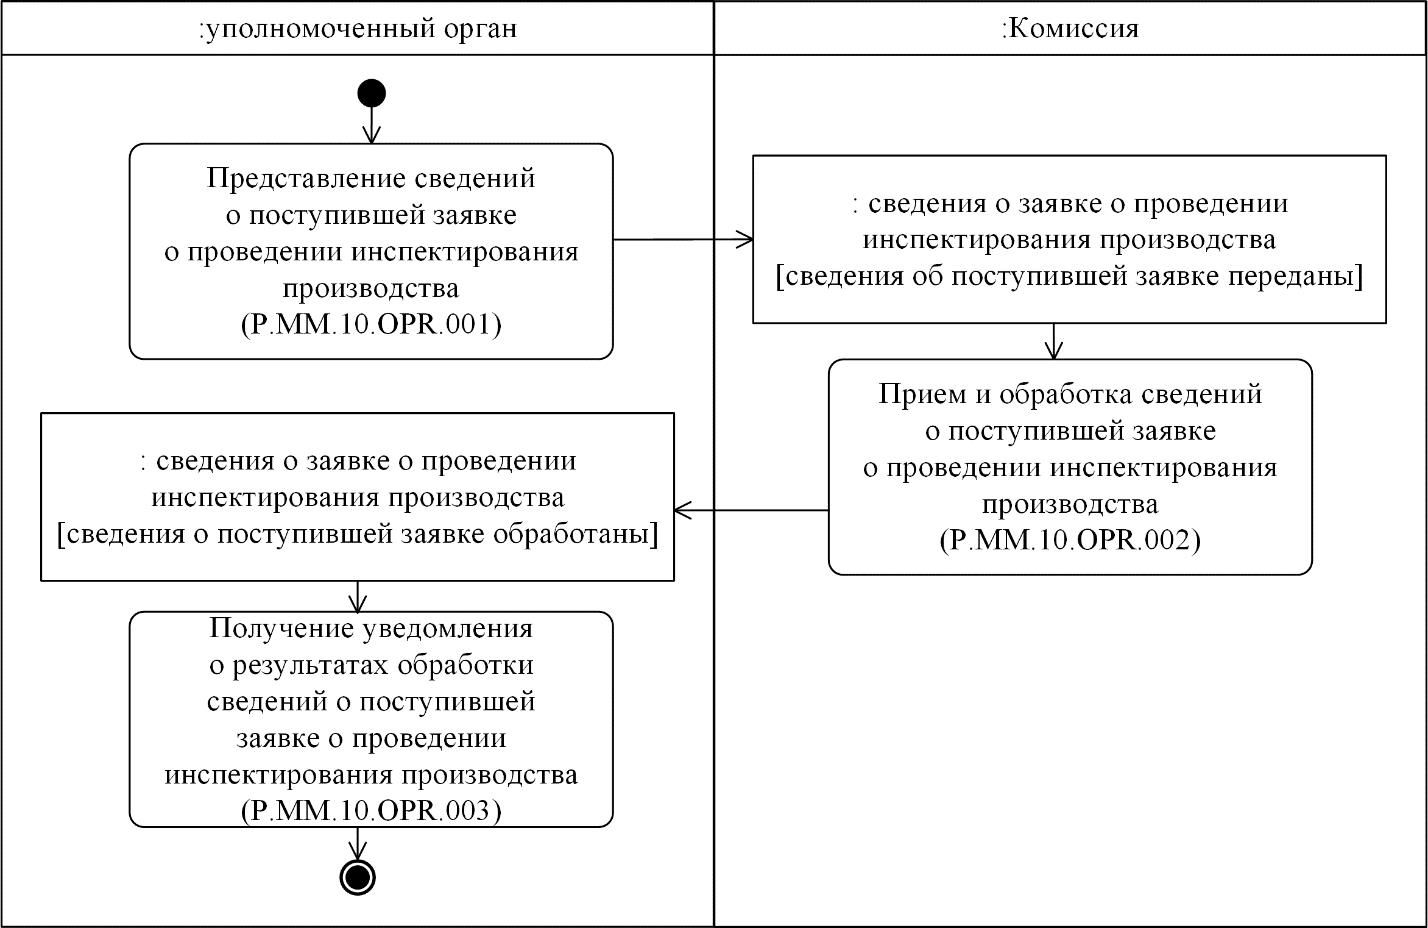 :уполномоченный орган
:Комиссия
Представление сведений
о поступившей заявке
о проведении инспектирования
производства
(P.MM.10.OPR.001)
: сведения о заявке о проведении
инспектирования производства
[сведения об поступившей заявке переданы]
Прием и обработка сведений
о поступившей заявке
о проведении инспектирования
производства
(P.MM.10.OPR.002)
: сведения о заявке о проведении
инспектирования производства
[сведения о поступившей заявке обработаны]
Получение уведомления
о результатах обработки
сведений о поступившей
заявке о проведении
инспектирования производства
(P.MM.10.OPR.003)